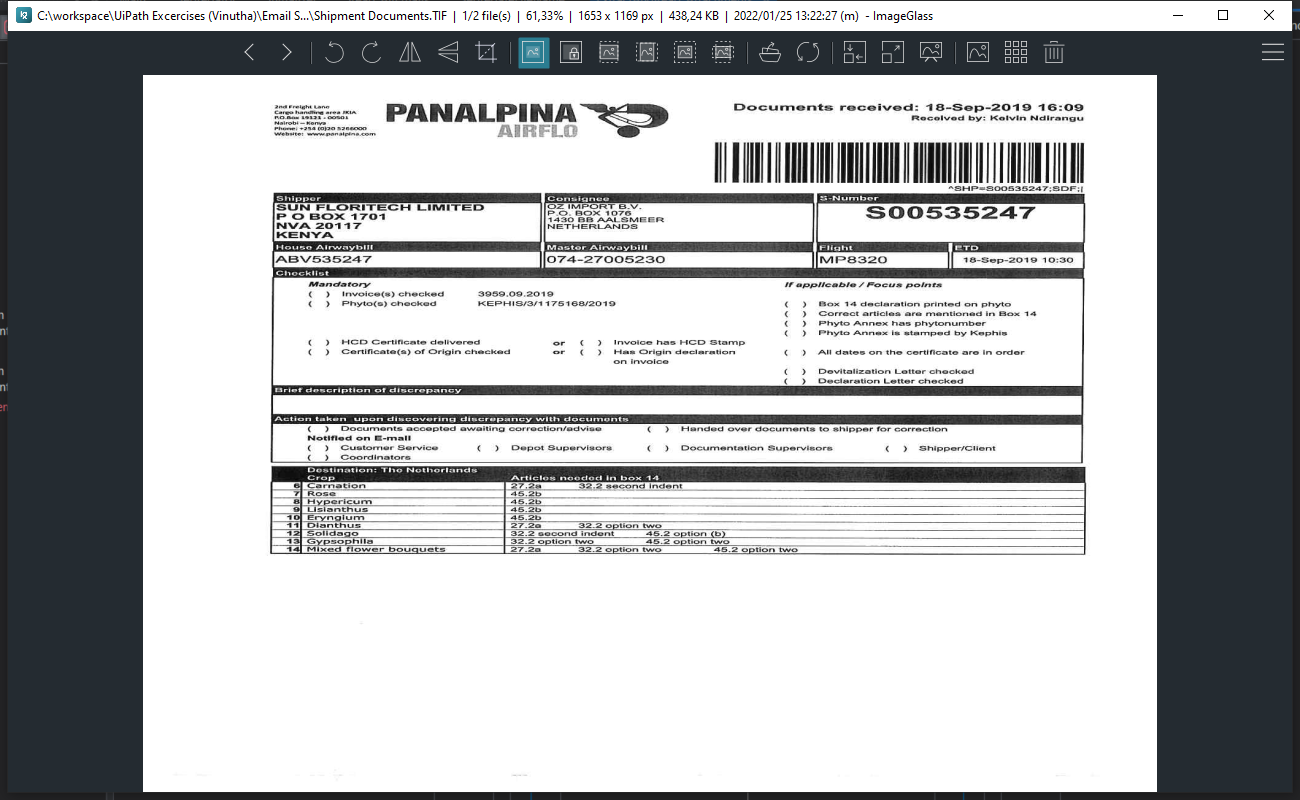 C:\workspace\UiPath Excercises (Vinutha)\Email S...\Shipment Documents.TIF | 1/2 file(s) | 61,33% | 1653 x 1169 px | 438,24 KB | 2022/01/25 13:22:27 (m) - ImageGlass
2nd Freight Lane
Cargo handling area JKIA
P.O.Box 19131 - 00501
Nairobi – Kenya
Phone: +254 (0)20 5266000
Website: www.panalpina.com
PANALPINA
AIRFLO
Documents received: 18-Sep-2019 16:09
Received by: Kelvin Ndirangu
^SHP=S00535247;SDF;|
Shipper Consignee S-Number
SUN FLORITECH LIMITED
P O BOX 1701
NVA 20117
KENYA
OZ IMPORT B.V.
P.O. BOX 1076
1430 BB AALSMEER
NETHERLANDS
S00535247
House Airwaybill Master Airwaybill Flight ETD
ABV535247 074-27005230 MP8320 18-Sep-2019 10:30
Checklist
Mandatory If applicable / Focus points
( ) Invoice(s) checked 3959.09.2019
( ) Phyto(s) checked KEPHIS/3/1175168/2019 ( ) Box 14 declaration printed on phyto
( ) Correct articles are mentioned in Box 14
( ) Phyto Annex has phytonumber
( ) Phyto Annex is stamped by Kephis
( ) HCD Certificate delivered or ( ) Invoice has HCD Stamp
( ) Certificate(s) of Origin checked or ( ) Has Origin declaration ( ) All dates on the certificate are in order
on invoice
( ) Devitalization Letter checked
( ) Declaration Letter checked
Brief description of discrepancy
Action taken upon discovering discrepancy with documents
( ) Documents accepted awaiting correction/advise ( ) Handed over documents to shipper for correction
Notified on E-mail
( ) Customer Service ( ) Depot Supervisors ( ) Documentation Supervisors ( ) Shipper/Client
( ) Coordinators
Destination: The Netherlands
Crop Articles needed in box 14
6 Carnation 27.2a 32.2 second indent
7 Rose 45.2b
8 Hypericum 45.2b
9 Lisianthus 45.2b
10 Eryngium 45.2b
11 Dianthus 27.2a 32.2 option two
12 Solidago 32.2 second indent 45.2 option (b)
13 Gypsophila 32.2 option two 45.2 option two
14 Mixed flower bouquets 27.2a 32.2 option two 45.2 option two